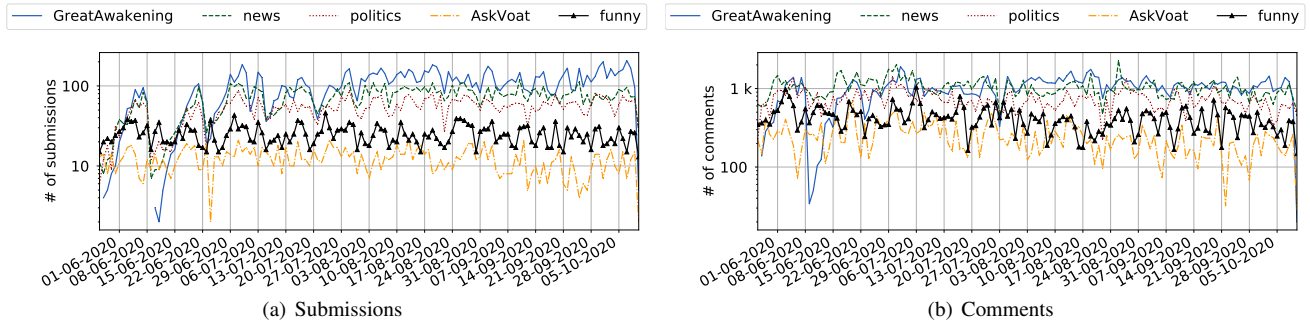 GreatAwakening news politics AskVoat funny
# of submissions
100
10
01-06-2020 08-06-2020 15-06-2020 22-06-2020 29-06-2020 06-07-2020 13-07-2020 20-07-2020 27-07-2020 03-08-2020 10-08-2020 17-08-2020 24-08-2020 31-08-2020 07-09-2020 14-09-2020 21-09-2020 28-09-2020 05-10-2020
(a) Submissions
GreatAwakening news politics AskVoat funny
# of comments
1 k
100
01-06-2020 08-06-2020 15-06-2020 22-06-2020 29-06-2020 06-07-2020 13-07-2020 20-07-2020 27-07-2020 03-08-2020 10-08-2020 17-08-2020 24-08-2020 31-08-2020 07-09-2020 14-09-2020 21-09-2020 28-09-2020 05-10-2020
(b) Comments